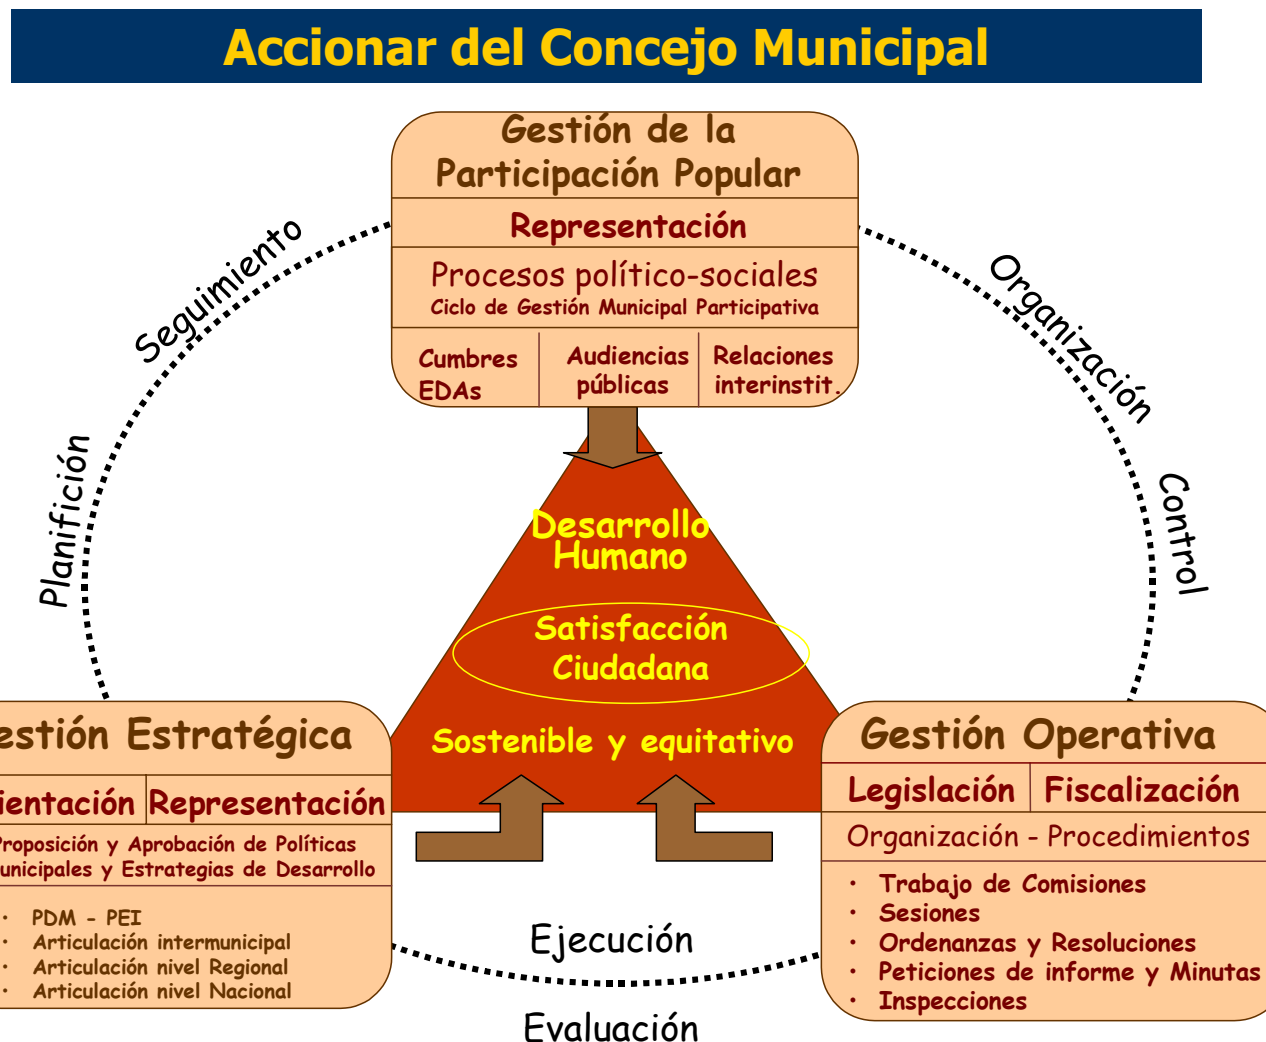 Accionar del Concejo Municipal
Gestión de la
Participación Popular
Representación
Procesos político-sociales
Ciclo de Gestión Municipal Participativa
Cumbres
EDAs
Audiencias
públicas
Relaciones
interinstit.
Seguimiento
Organización
Planifición
Control
Desarrollo
Humano
Satisfacción
Ciudadana
Sostenible y equitativo
estión Estratégica
ientación
Representación
Proposición y Aprobación de Políticas
unicipales y Estrategias de Desarrollo
· PDM - PEI
· Articulación intermunicipal
· Articulación nivel Regional
· Articulación nivel Nacional
Gestión Operativa
Legislación
Fiscalización
Organización - Procedimientos
· Trabajo de Comisiones
· Sesiones
· Ordenanzas y Resoluciones
· Peticiones de informe y Minutas
· Inspecciones
Ejecución
Evaluación